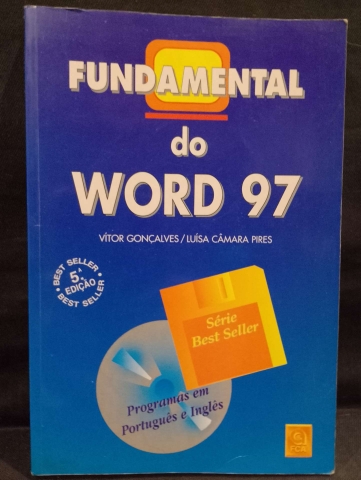 FUNDAMENTAL
do
WORD 97
VÍTOR GONÇALVES/LUÍSA CÂMARA PIRES
BEST SELLER
5.ª
EDIÇÃO
BEST SELLER
Série
Best Seller
Programas em
Português e Inglês
FCA